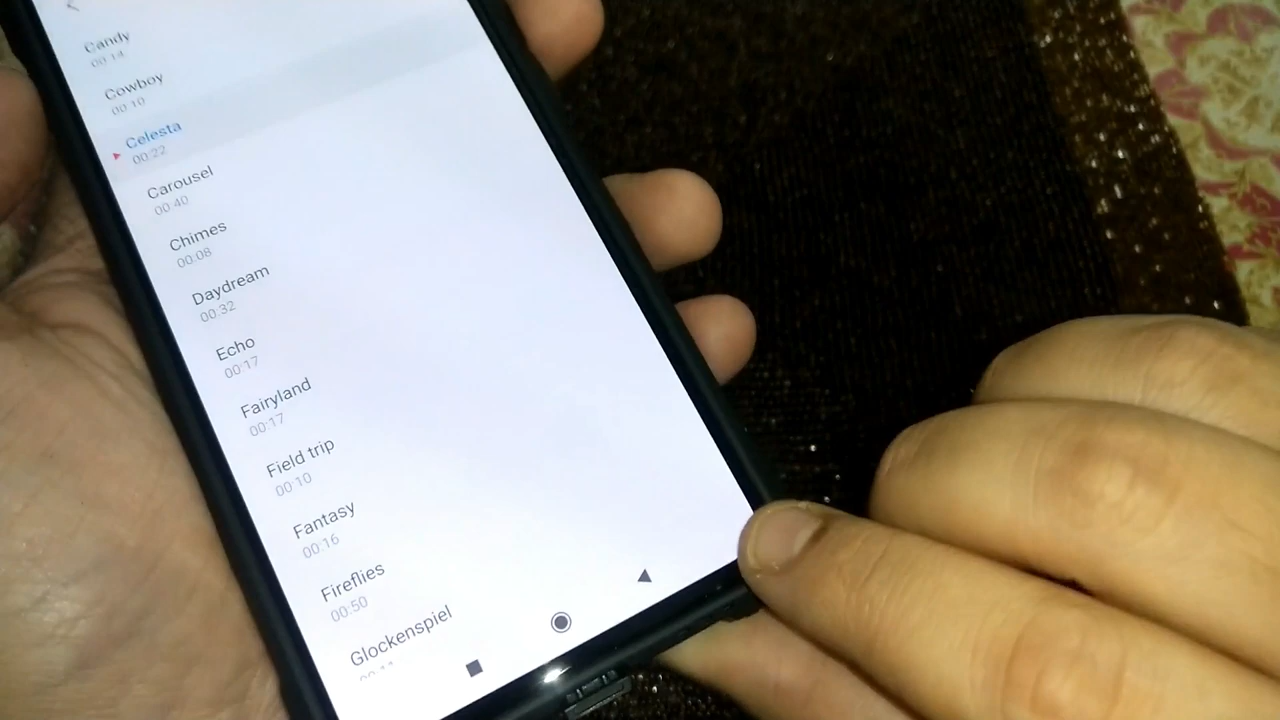 Candy
00:14
Cowboy
00:10
Celesta
00:22
Carousel
00:40
Chimes
00:08
Daydream
00:32
Echo
00:17
Fairyland
00:17
Field trip
00:10
Fantasy
00:16
Fireflies
00:50
Glockenspiel